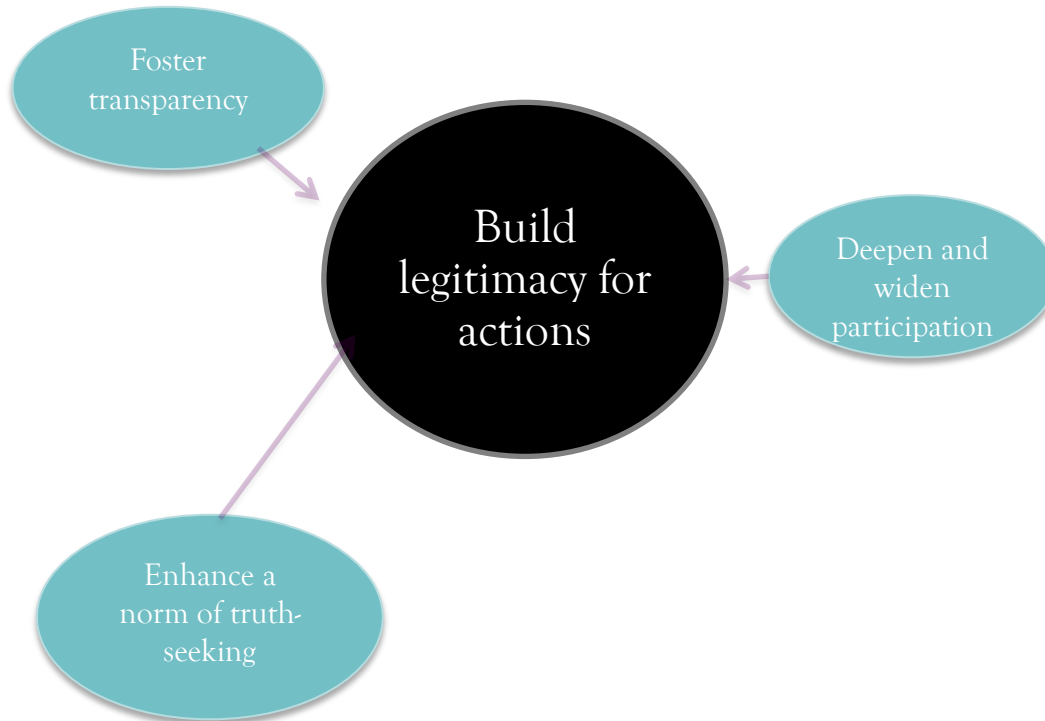 Foster
transparency
Build
legitimacy for
actions
Deepen and
widen
participation
Enhance a
norm of truth-
seeking